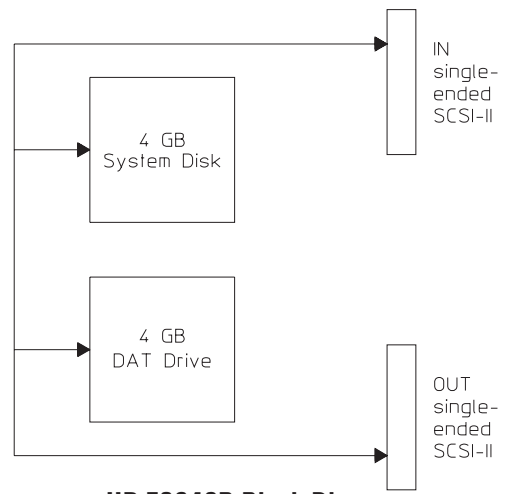 IN
single-
ended
SCSI-II
4 GB
System Disk
4 GB
DAT Drive
OUT
single-
ended
SCSI-II